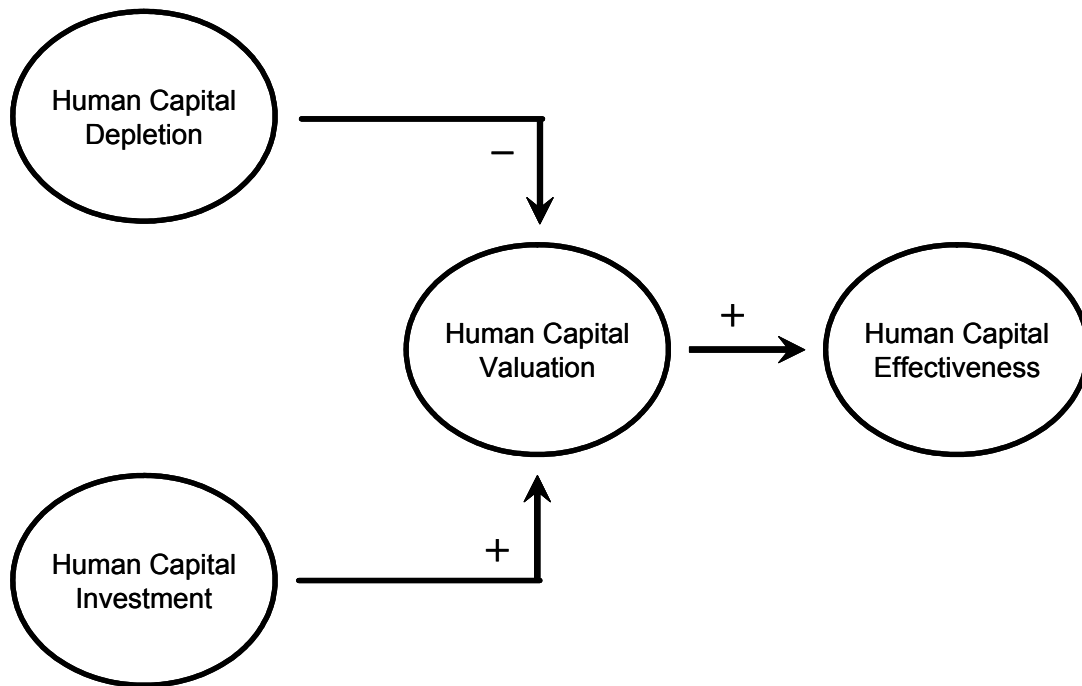 Human Capital
Depletion
−
Human Capital
Valuation
+
Human Capital
Effectiveness
+
Human Capital
Investment